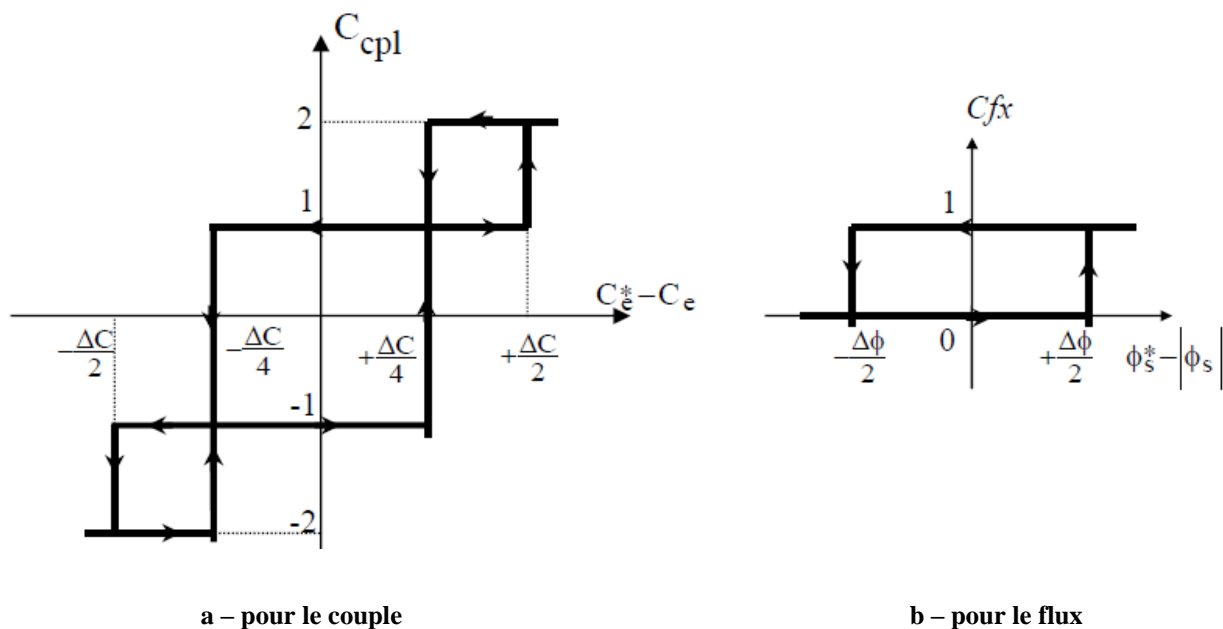 C_cpl
2
1
C*_e−C_e
−ΔC/2
−ΔC/4
+ΔC/4
+ΔC/2
-1
-2
a – pour le couple
Cfx
1
0
−Δϕ/2
+Δϕ/2
ϕ*_s−|ϕ_s|
b – pour le flux